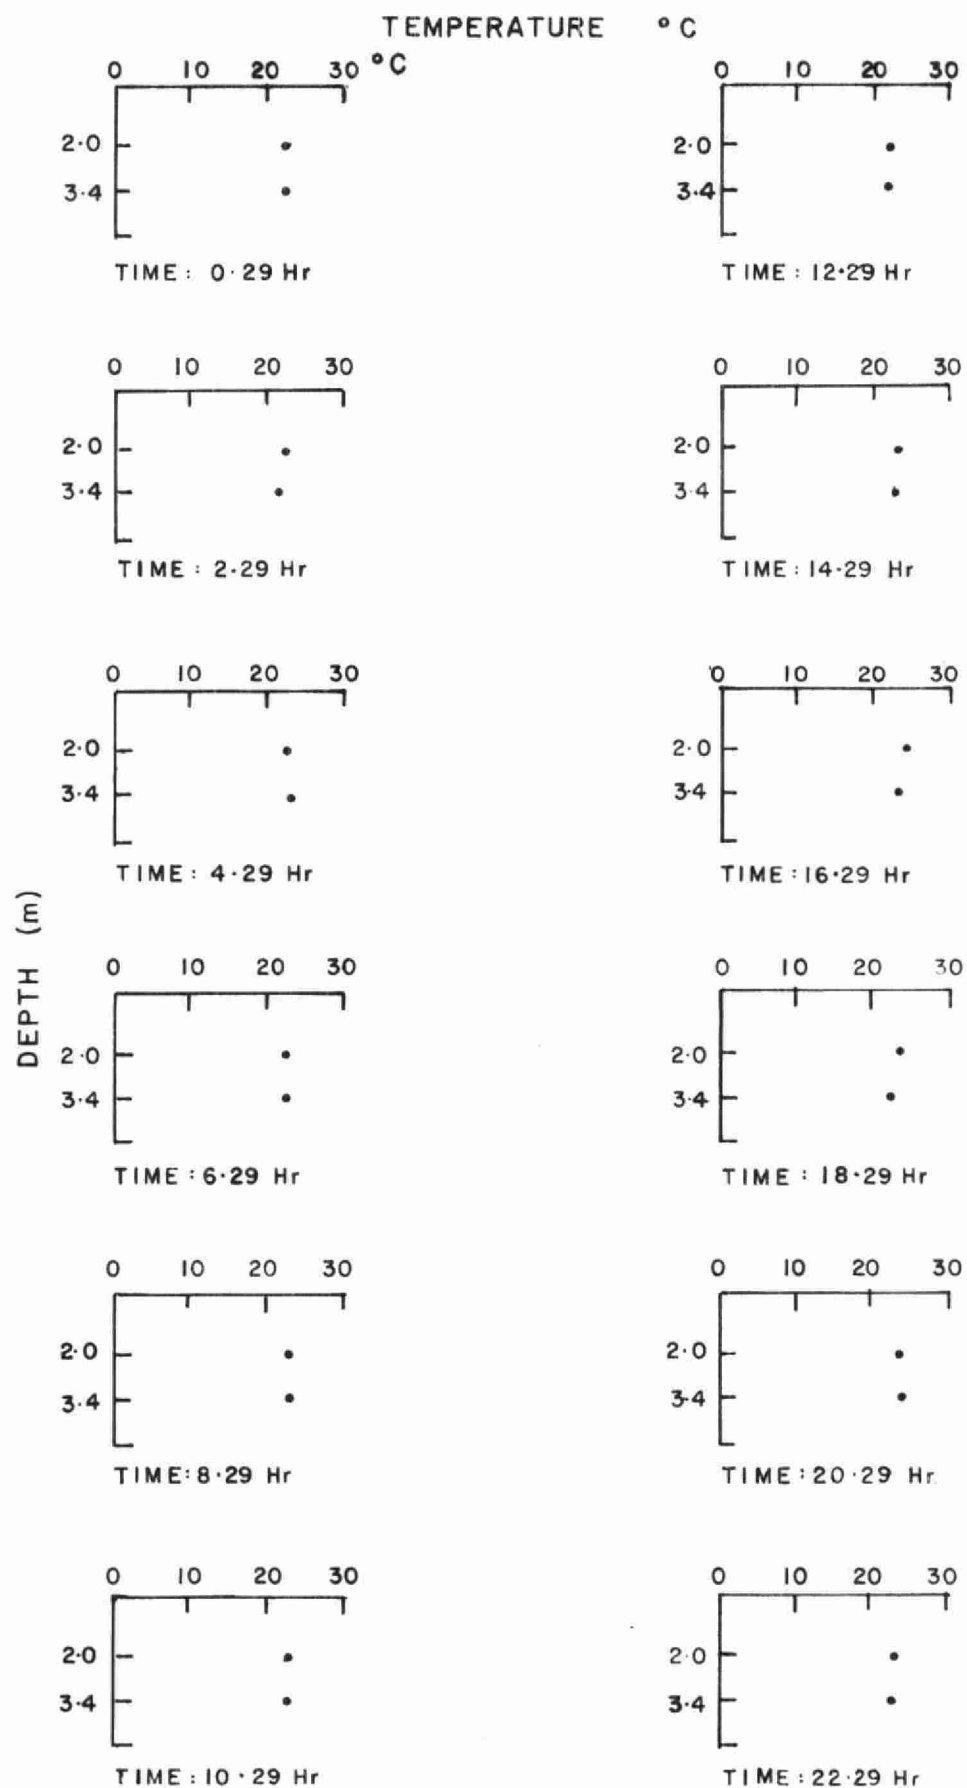 TEMPERATURE °C
0 10 20 30 °C
2·0
3·4
TIME: 0·29 Hr
0 10 20 30
2·0
3·4
TIME: 12·29 Hr
0 10 20 30
2·0
3·4
TIME: 2·29 Hr
0 10 20 30
2·0
3·4
TIME: 14·29 Hr
0 10 20 30
2·0
3·4
TIME: 4·29 Hr
0 10 20 30
2·0
3·4
TIME: 16·29 Hr
DEPTH (m)
0 10 20 30
2·0
3·4
TIME: 6·29 Hr
0 10 20 30
2·0
3·4
TIME: 18·29 Hr
0 10 20 30
2·0
3·4
TIME: 8·29 Hr
0 10 20 30
2·0
3·4
TIME: 20·29 Hr
0 10 20 30
2·0
3·4
TIME: 10·29 Hr
0 10 20 30
2·0
3·4
TIME: 22·29 Hr